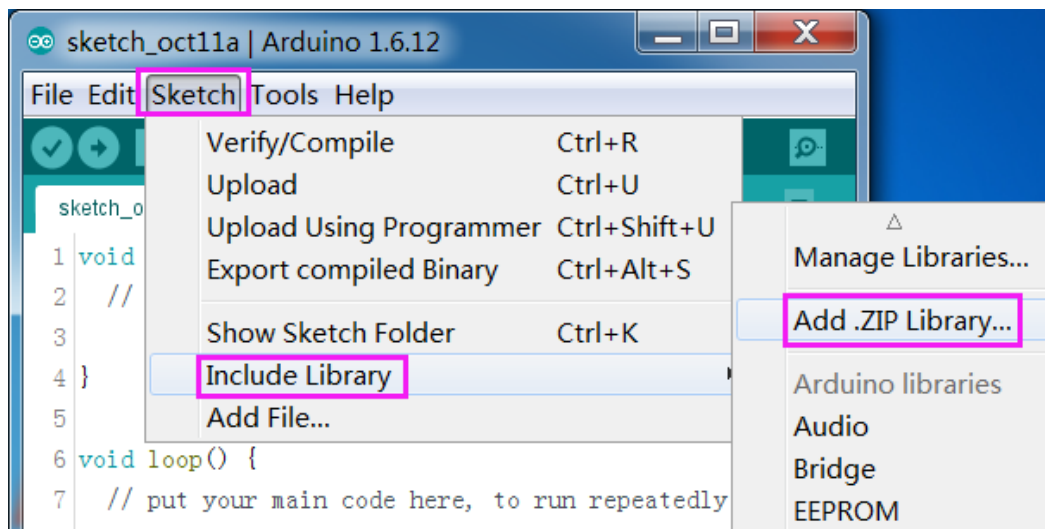 sketch_oct11a | Arduino 1.6.12
File Edit Sketch Tools Help
Verify/Compile Ctrl+R
Upload Ctrl+U
Upload Using Programmer Ctrl+Shift+U
Export compiled Binary Ctrl+Alt+S
Show Sketch Folder Ctrl+K
Include Library
Add File...
Manage Libraries...
Add .ZIP Library...
Arduino libraries
Audio
Bridge
EEPROM
sketch_o
1 void
2 //
3
4 }
5
6 void loop() {
7 // put your main code here, to run repeatedly